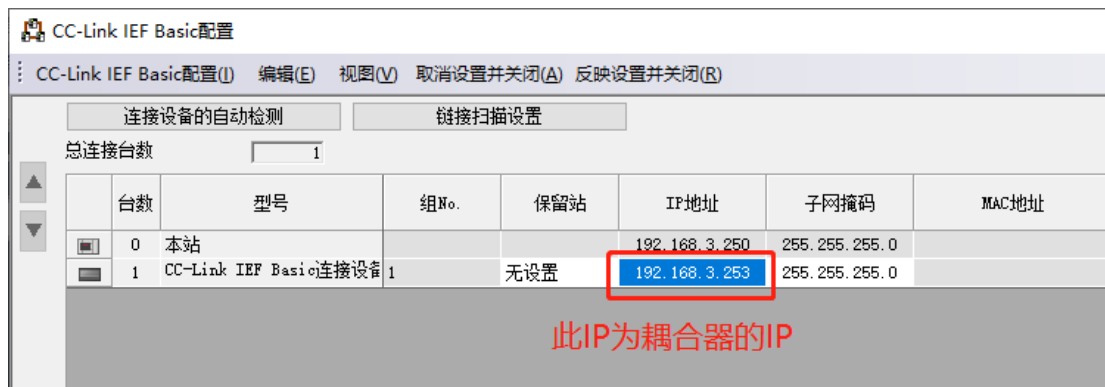 CC-Link IEF Basic配置
CC-Link IEF Basic配置(I) 编辑(E) 视图(V) 取消设置并关闭(A) 反映设置并关闭(R)
连接设备的自动检测 链接扫描设置
总连接台数 1
台数 型号 组No. 保留站 IP地址 子网掩码 MAC地址
0 本站 192.168.3.250 255.255.255.0
1 CC-Link IEF Basic连接设备 1 无设置 192.168.3.253 255.255.255.0
此IP为耦合器的IP